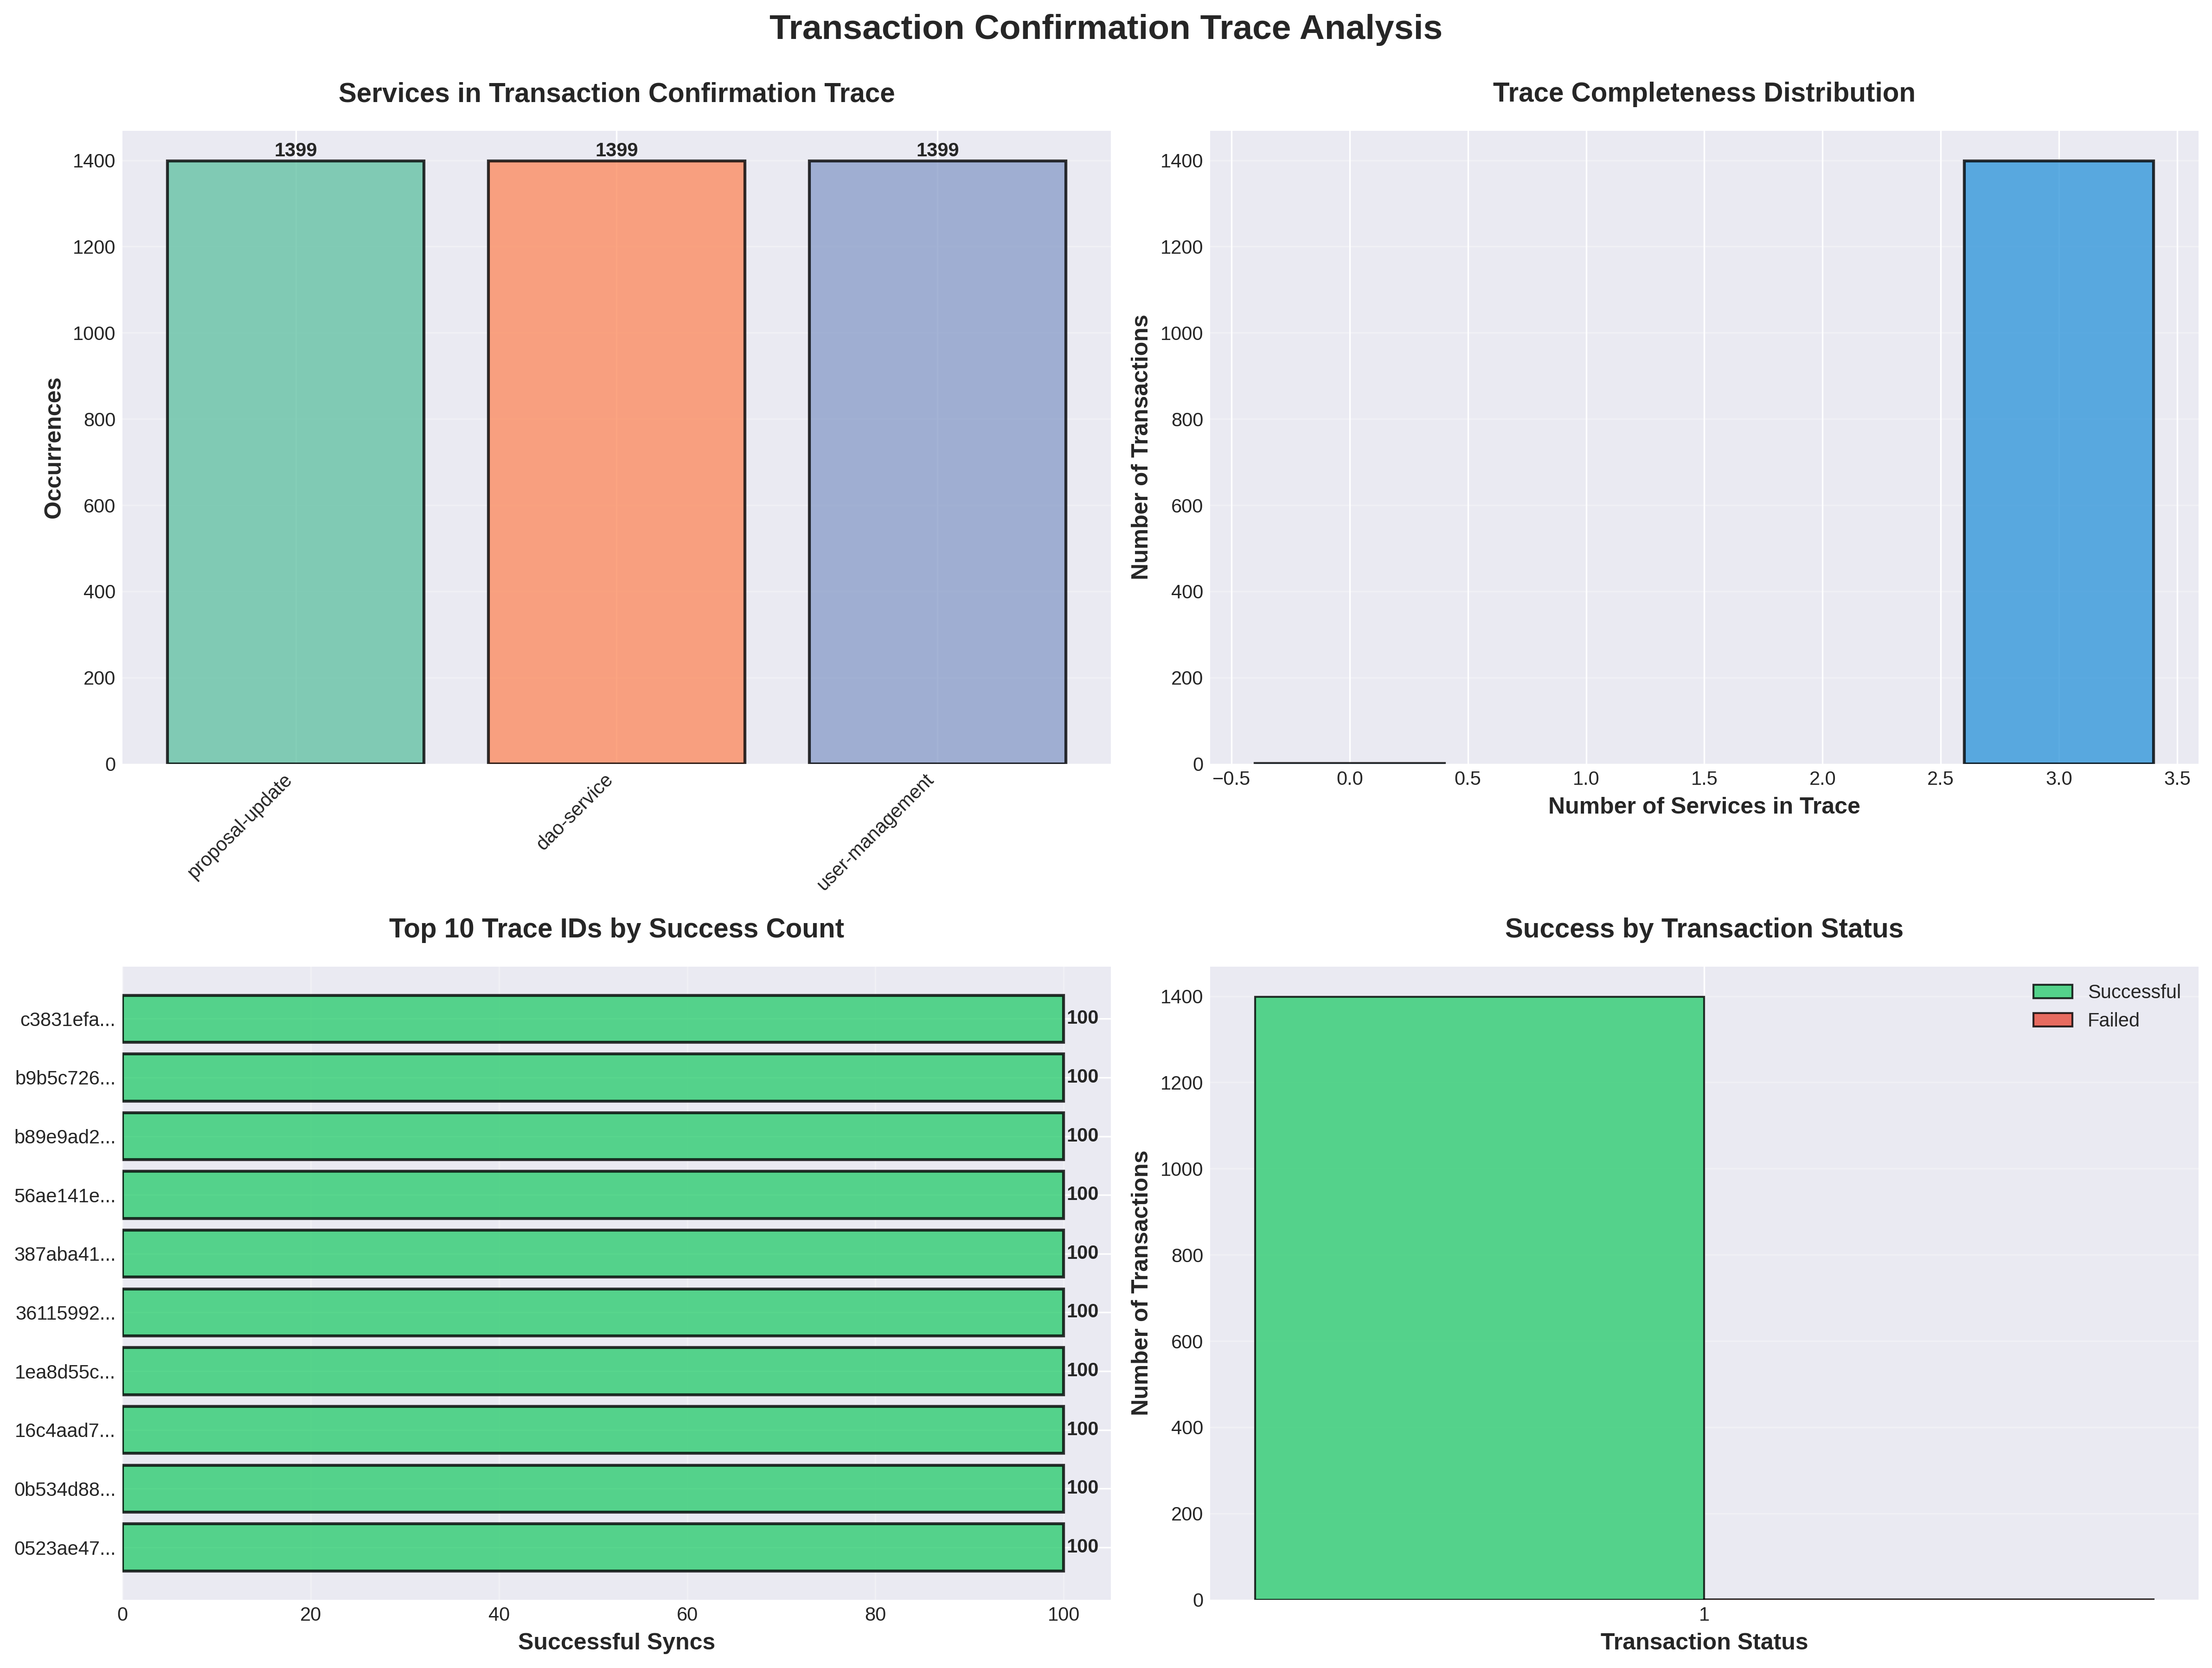 Transaction Confirmation Trace Analysis
Services in Transaction Confirmation Trace
Occurrences
1400
1200
1000
800
600
400
200
0
1399
1399
1399
proposal-update
dao-service
user-management
Trace Completeness Distribution
Number of Transactions
1400
1200
1000
800
600
400
200
0
−0.5
0.0
0.5
1.0
1.5
2.0
2.5
3.0
3.5
Number of Services in Trace
Top 10 Trace IDs by Success Count
c3831efa... 100
b9b5c726... 100
b89e9ad2... 100
56ae141e... 100
387aba41... 100
36115992... 100
1ea8d55c... 100
16c4aad7... 100
0b534d88... 100
0523ae47... 100
0
20
40
60
80
100
Successful Syncs
Success by Transaction Status
Successful
Failed
Number of Transactions
1400
1200
1000
800
600
400
200
0
1
Transaction Status